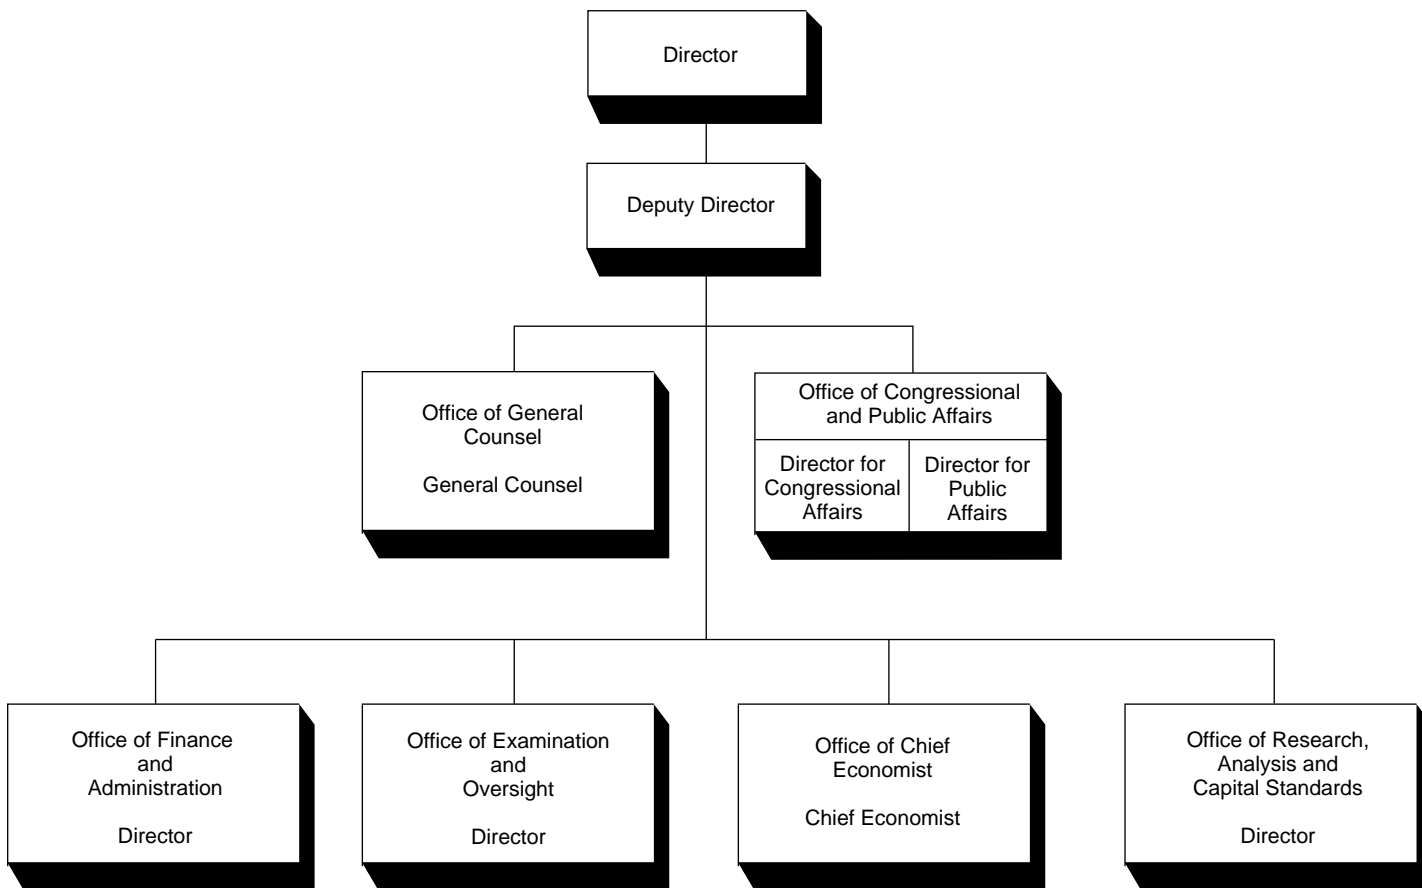 Director
Deputy Director
Office of General
Counsel
General Counsel
Office of Congressional
and Public Affairs
Director for
Congressional
Affairs
Director for
Public
Affairs
Office of Finance
and
Administration
Director
Office of Examination
and
Oversight
Director
Office of Chief
Economist
Chief Economist
Office of Research,
Analysis and
Capital Standards
Director